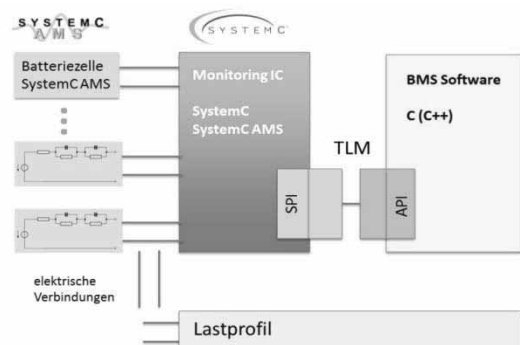 SYSTEMC
AMS
SYSTEMC
Batteriezelle
SystemC AMS
Monitoring IC
SystemC
SystemC AMS
BMS Software
C (C++)
TLM
SPI
API
elektrische
Verbindungen
Lastprofil